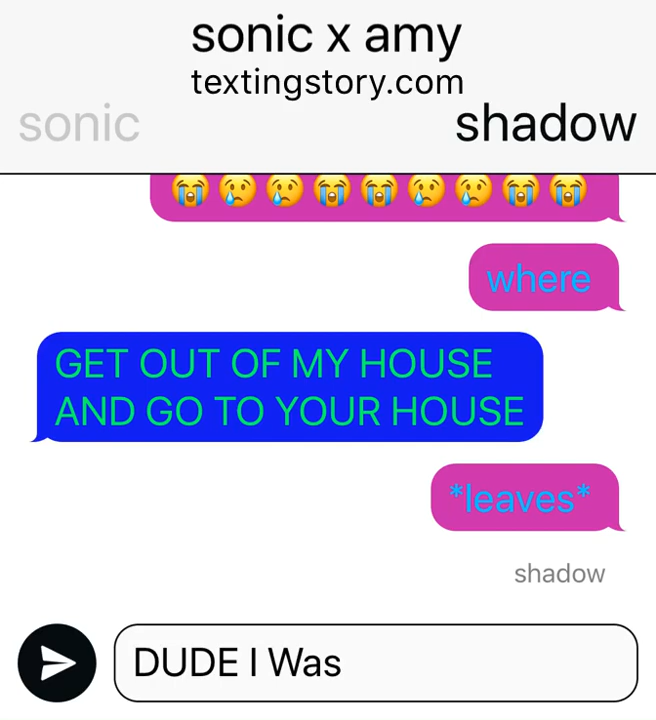 sonic x amy
textingstory.com
sonic
shadow
😭😢😢😭😭😢😢😭😭
where
GET OUT OF MY HOUSE
AND GO TO YOUR HOUSE
*leaves*
shadow
DUDE I Was